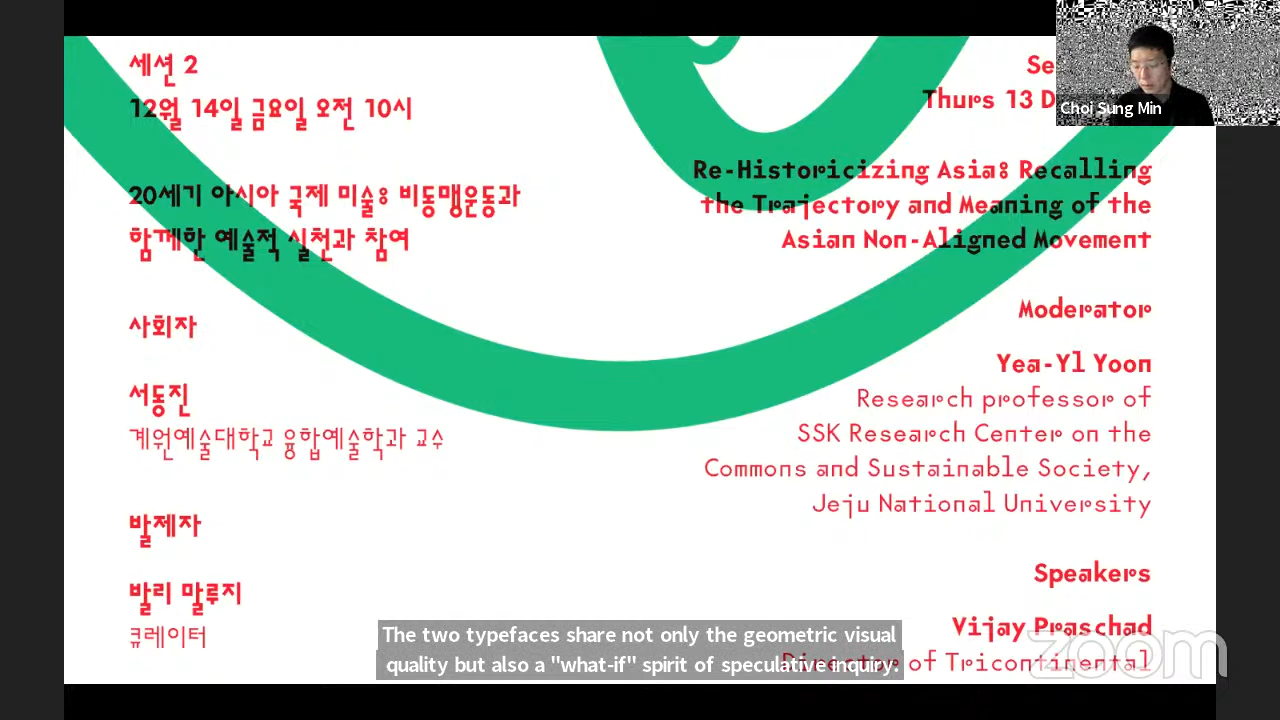 세션 2
12월 14일 금요일 오전 10시
20세기 아시아 국제 미술: 비동맹운동과
함께한 예술적 실천과 참여
사회자
서동진
계원예술대학교 융합예술학과 교수
발제자
발리 말루지
큐레이터
Se
Thurs 13 D
Re-Historicizing Asia: Recalling
the Trajectory and Meaning of the
Asian Non-Aligned Movement
Moderator
Yea-Yl Yoon
Research professor of
SSK Research Center on the
Commons and Sustainable Society,
Jeju National University
Speakers
Vijay Praschad
Director of Tricontinental
Choi Sung Min
The two typefaces share not only the geometric visual
quality but also a "what-if" spirit of speculative inquiry.
zoom